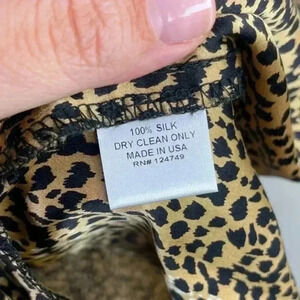 100% SILK
DRY CLEAN ONLY
MADE IN USA
RN# 124749